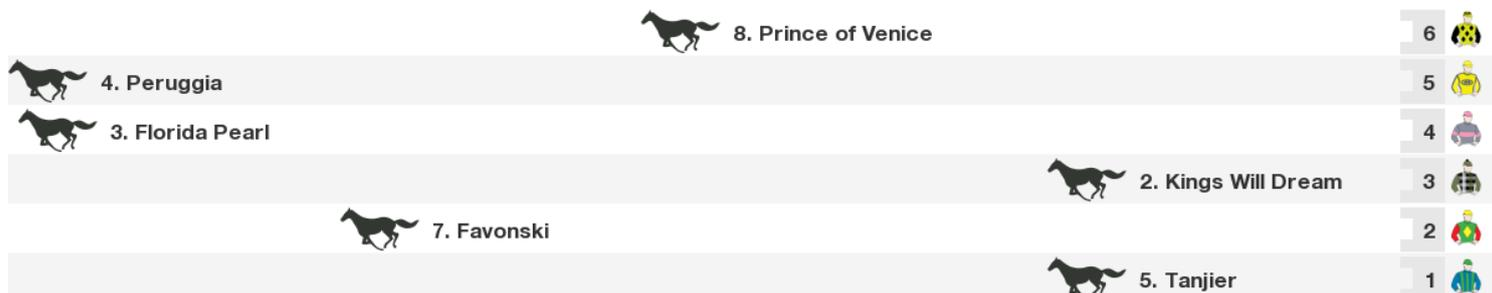 8. Prince of Venice 6
4. Peruggia 5
3. Florida Pearl 4
2. Kings Will Dream 3
7. Favonski 2
5. Tanjier 1